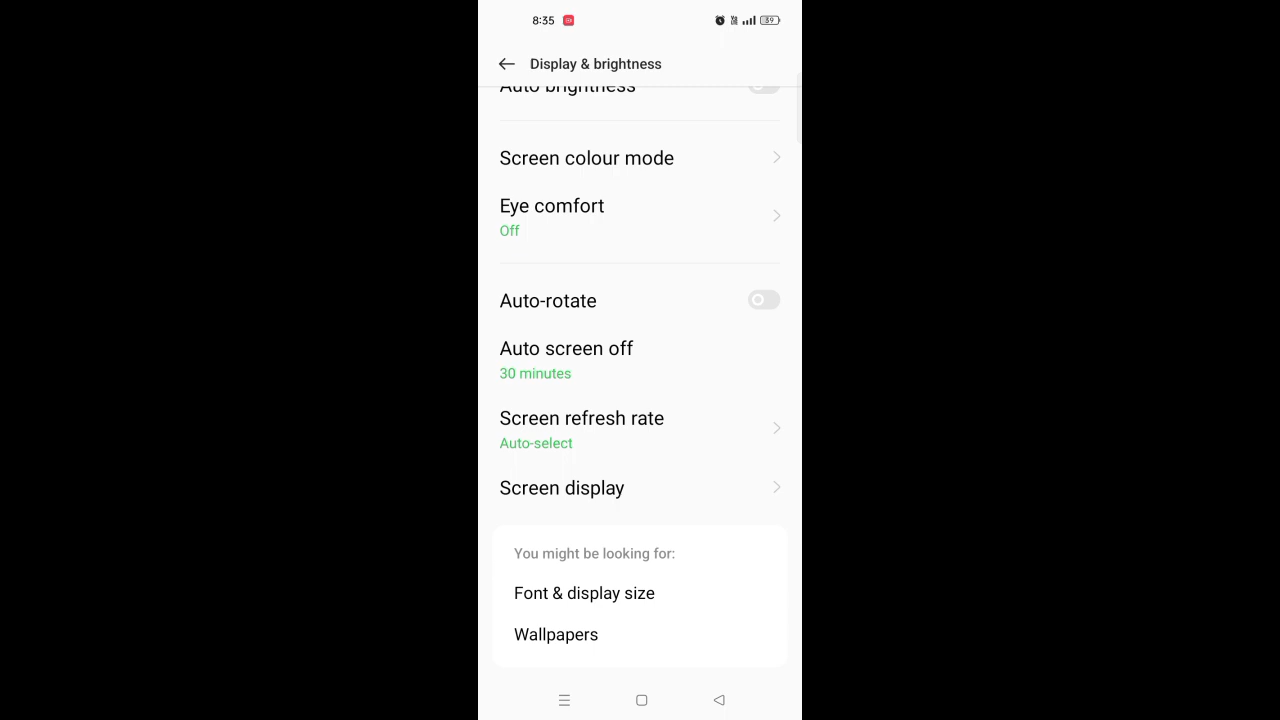 8:35
39
Display & brightness
Auto brightness
Screen colour mode
Eye comfort
Off
Auto-rotate
Auto screen off
30 minutes
Screen refresh rate
Auto-select
Screen display
You might be looking for:
Font & display size
Wallpapers